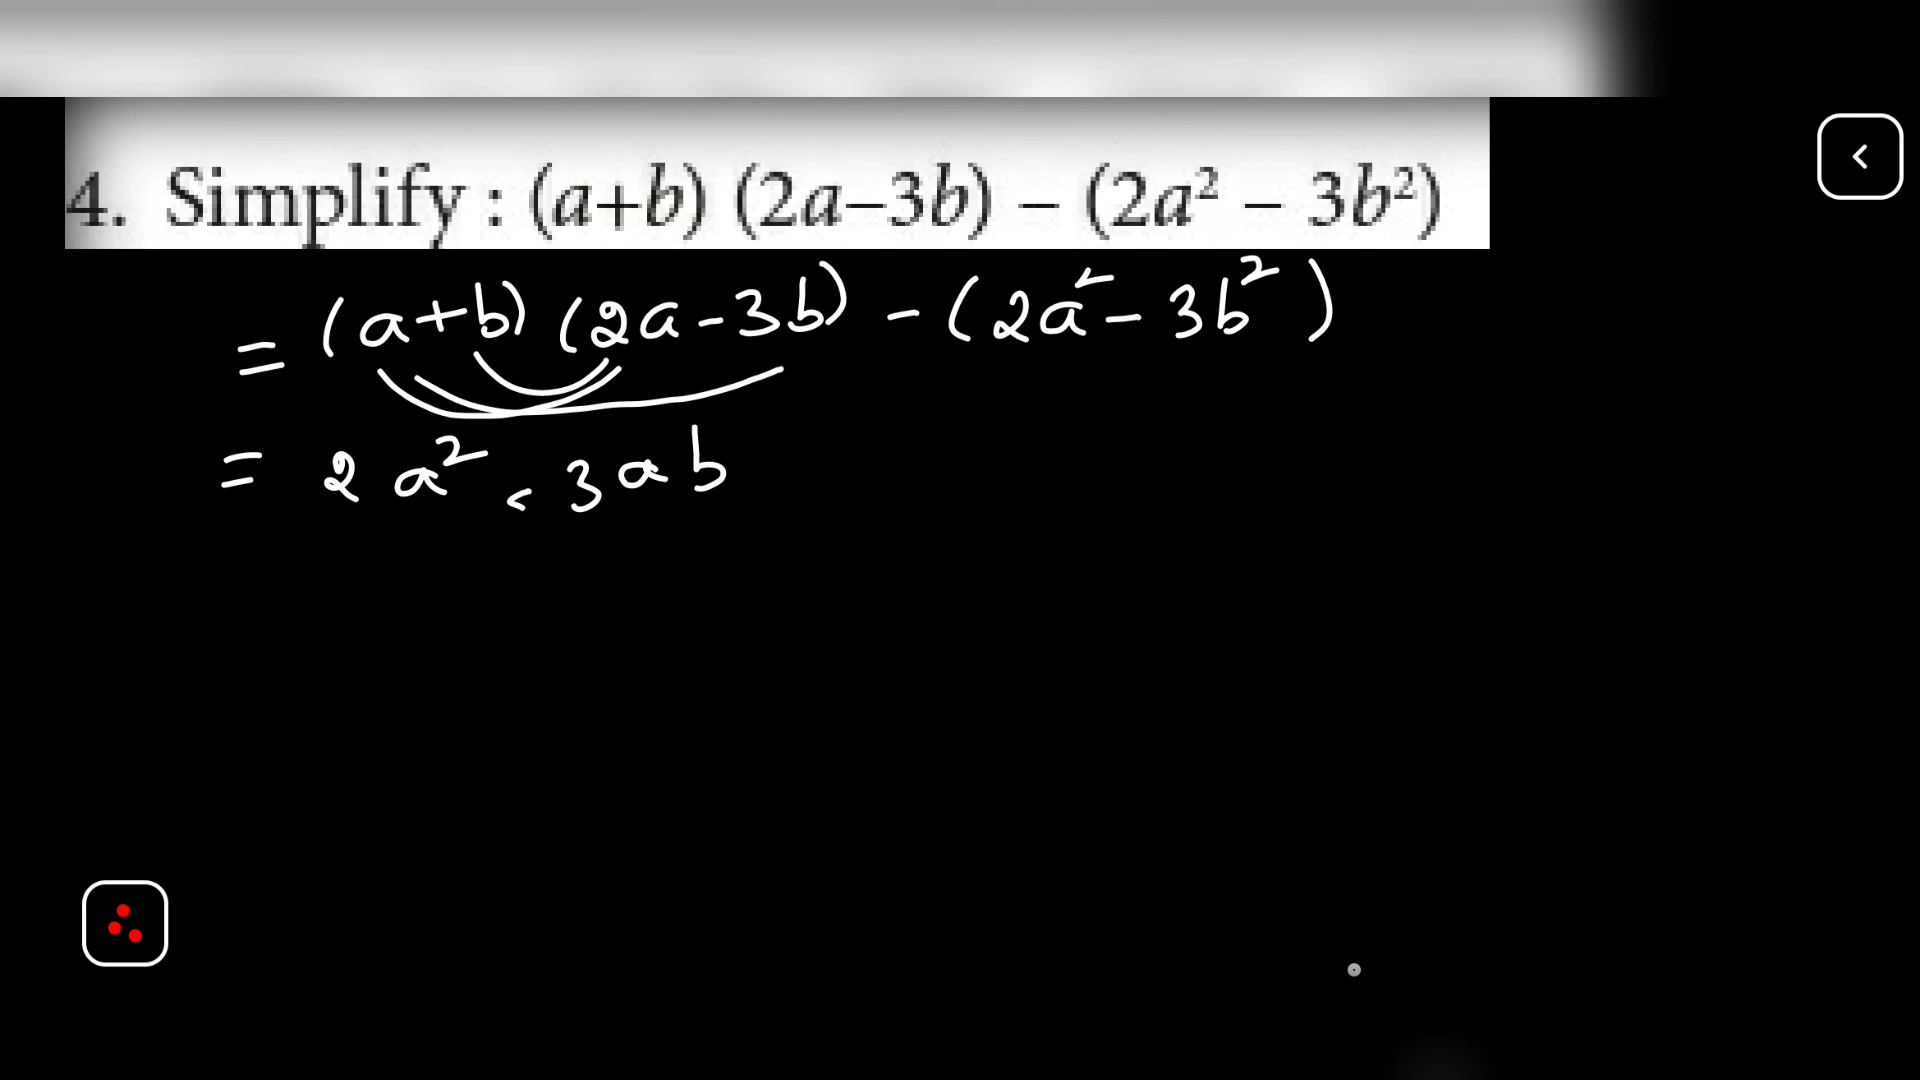 4. Simplify : (a+b) (2a–3b) – (2a² – 3b²)
= (a+b) (2a-3b) - (2a² - 3b²)
= 2a² - 3ab